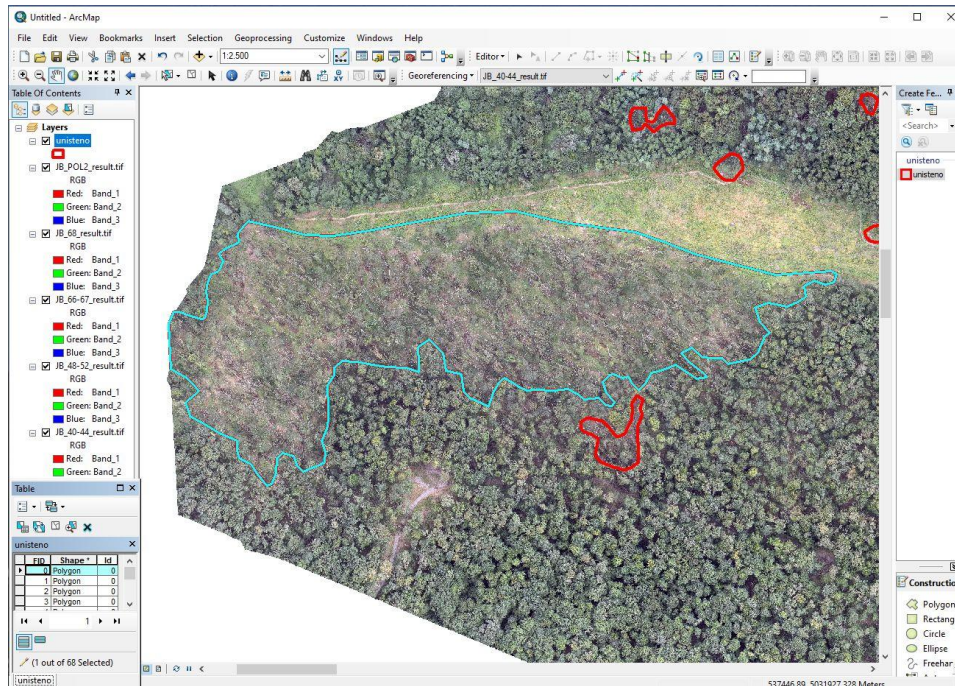 Untitled - ArcMap
File Edit View Bookmarks Insert Selection Geoprocessing Customize Windows Help
1:2.500
Editor
Georeferencing JB_40-44_result.tif
Table Of Contents
Layers
unisteno
JB_POL2_result.tif
RGB
Red: Band_1
Green: Band_2
Blue: Band_3
JB_68_result.tif
RGB
Red: Band_1
Green: Band_2
Blue: Band_3
JB_66-67_result.tif
RGB
Red: Band_1
Green: Band_2
Blue: Band_3
JB_48-52_result.tif
RGB
Red: Band_1
Green: Band_2
Blue: Band_3
JB_40-44_result.tif
RGB
Red: Band_1
Green: Band_2
Table
unisteno
FID Shape * Id
0 Polygon 0
1 Polygon 0
2 Polygon 0
3 Polygon 0
1
(1 out of 68 Selected)
unisteno
Create Fe...
<Search>
unisteno
unisteno
Construction
Polygon
Rectang
Circle
Ellipse
Freehar
537446,89 5031927,328 Meters